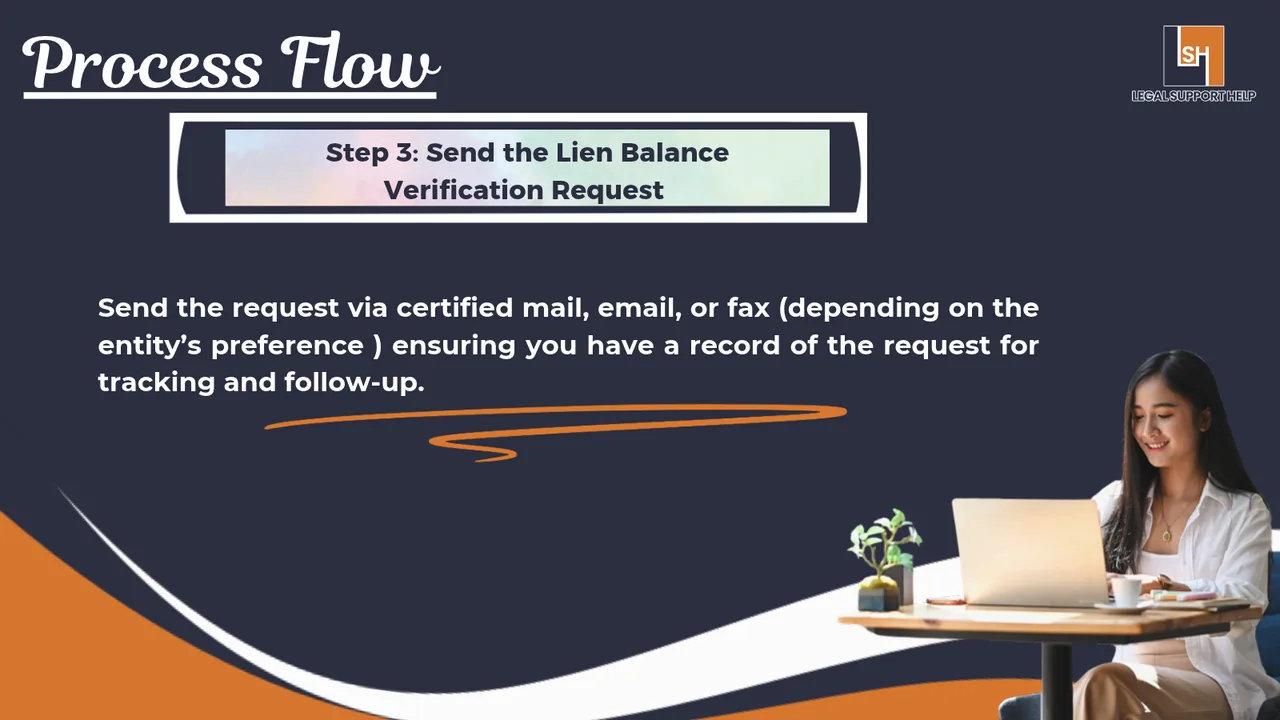 Process Flow
LSH
LEGAL SUPPORT HELP
Step 3: Send the Lien Balance
Verification Request
Send the request via certified mail, email, or fax (depending on the
entity’s preference ) ensuring you have a record of the request for
tracking and follow-up.